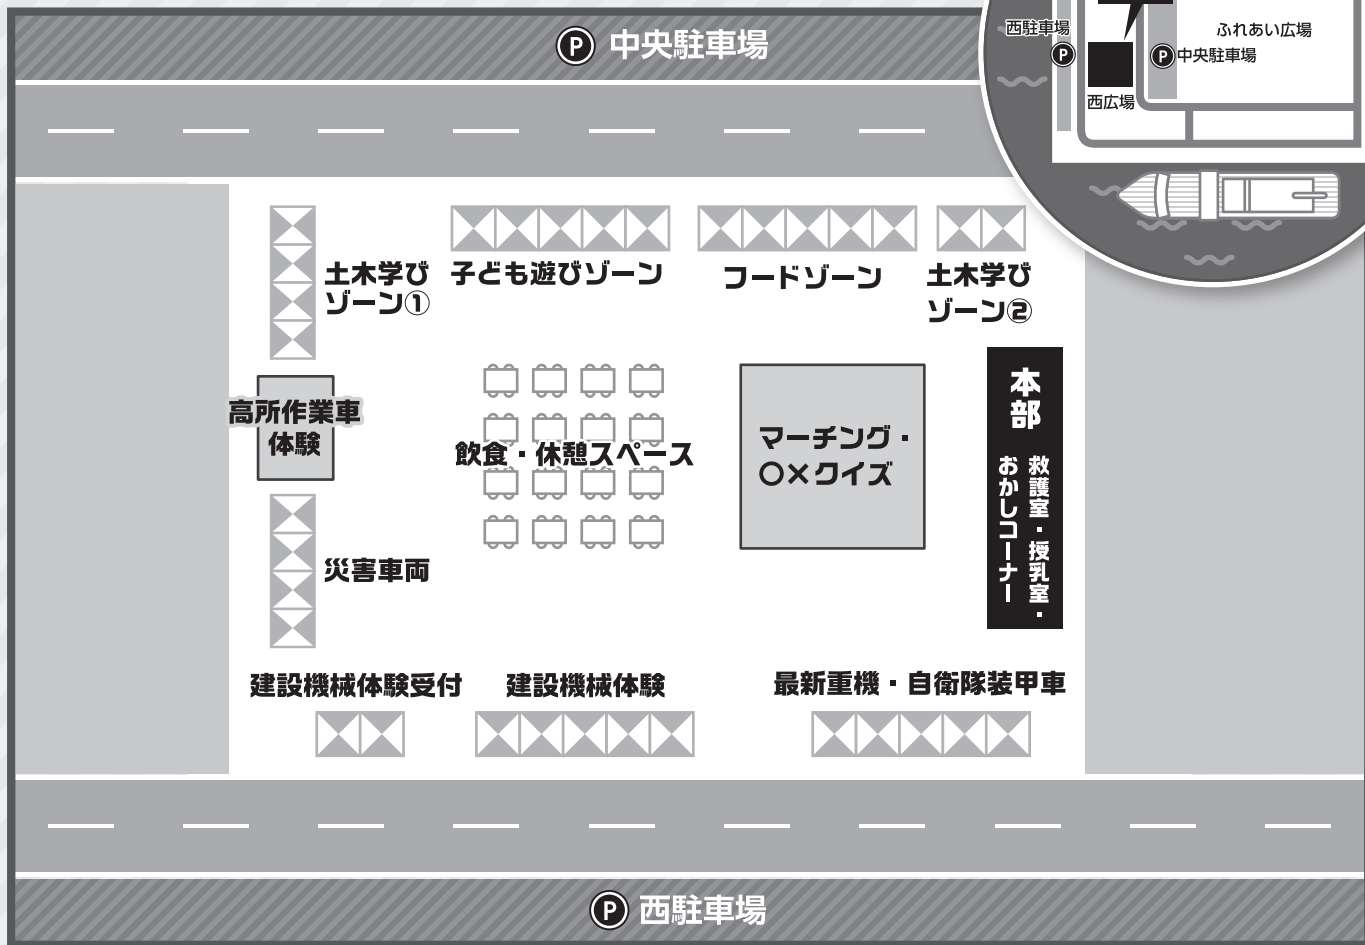 P 中央駐車場
西駐車場
P
西広場
ふれあい広場
P 中央駐車場
土木学び
ゾーン①
子ども遊びゾーン
フードゾーン
土木学び
ゾーン②
高所作業車
体験
飲食・休憩スペース
マーチング・
〇×クイズ
本部
救護室・授乳室・
おかしコーナー
災害車両
建設機械体験受付
建設機械体験
最新重機・自衛隊装甲車
P 西駐車場